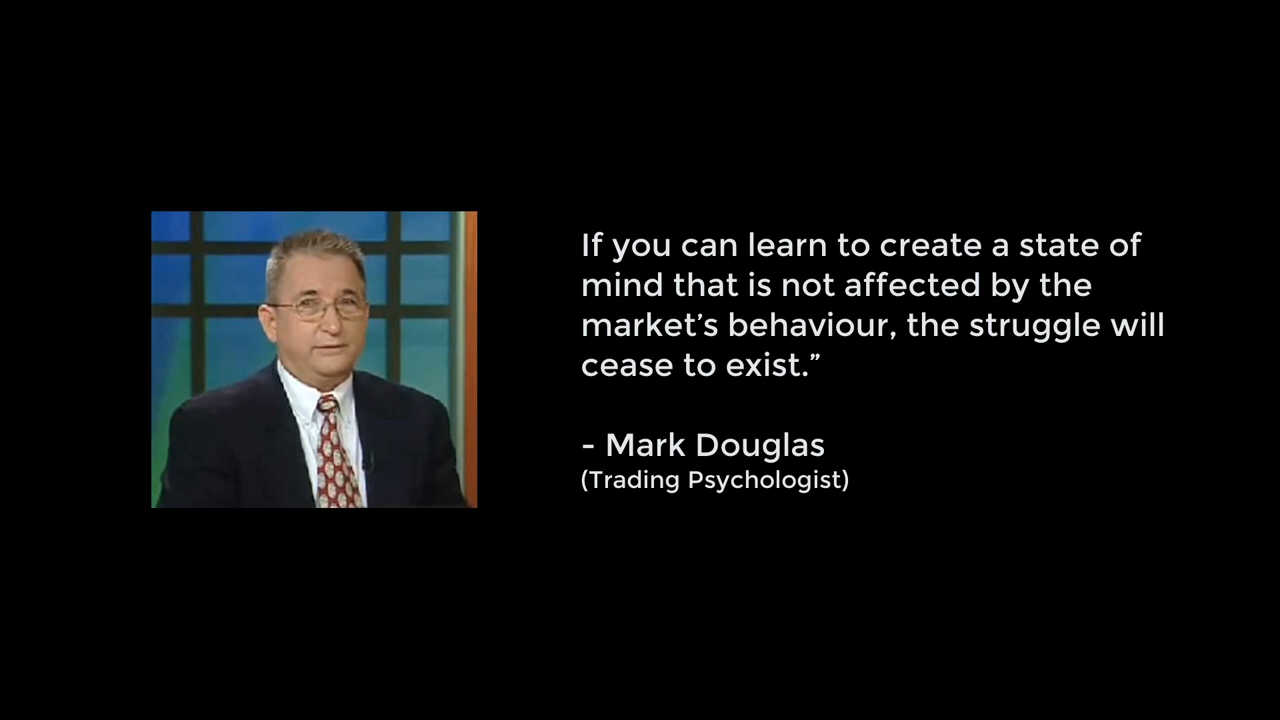 If you can learn to create a state of
mind that is not affected by the
market’s behaviour, the struggle will
cease to exist.”
- Mark Douglas
(Trading Psychologist)